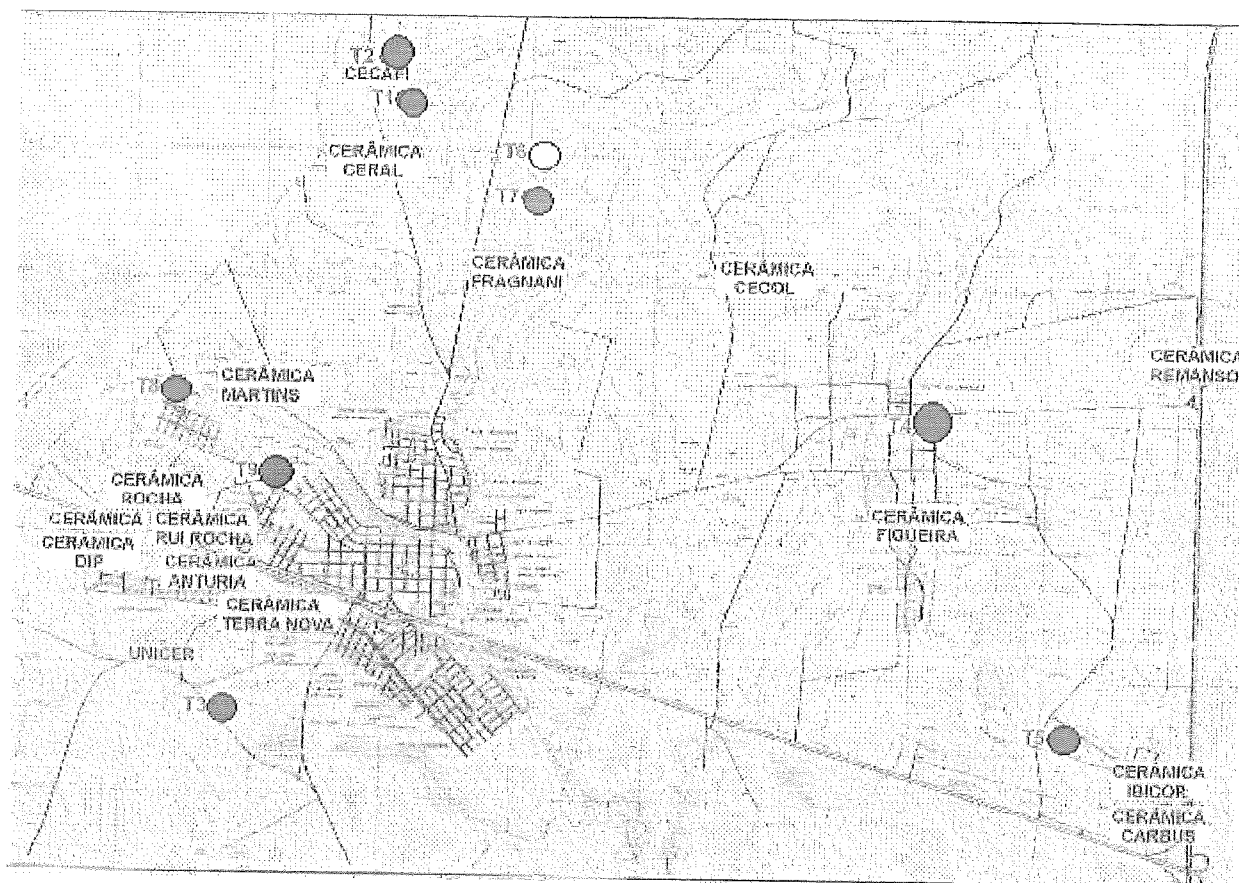 T2
CECAFI
T1
CERÂMICA
CERAL
T6
T7
CERÂMICA
FRAGNANI
CERÂMICA
CECOL
CERÂMICA
REMANSO
T8
CERÂMICA
MARTINS
T4
T9
CERÂMICA
ROCHA
CERÂMICA
CERÂMICA
RUI ROCHA
CERÂMICA
DIP
CERÂMICA
ANTURIA
CERÂMICA
FIGUEIRA
CERÂMICA
TERRA NOVA
UNICER
T3
T5
CERÂMICA
IBICOR
CERÂMICA
CARBUS